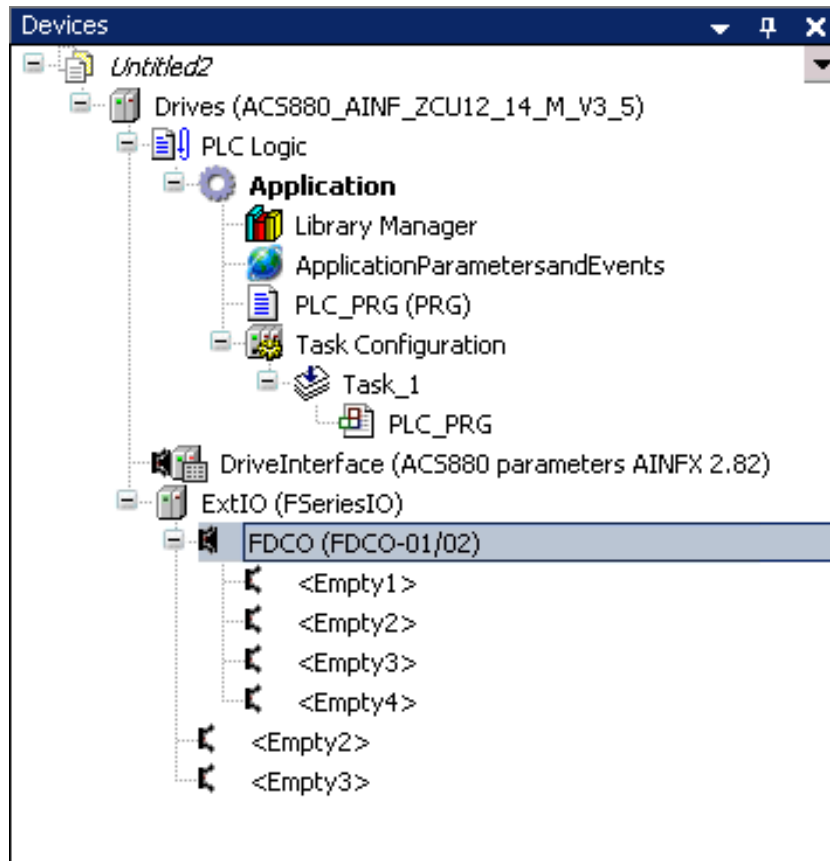 Devices
Untitled2
Drives (ACS880_AINF_ZCU12_14_M_V3_5)
PLC Logic
Application
Library Manager
ApplicationParametersandEvents
PLC_PRG (PRG)
Task Configuration
Task_1
PLC_PRG
DriveInterface (ACS880 parameters AINFX 2.82)
ExtIO (FSeriesIO)
FDCO (FDCO-01/02)
<Empty1>
<Empty2>
<Empty3>
<Empty4>
<Empty2>
<Empty3>